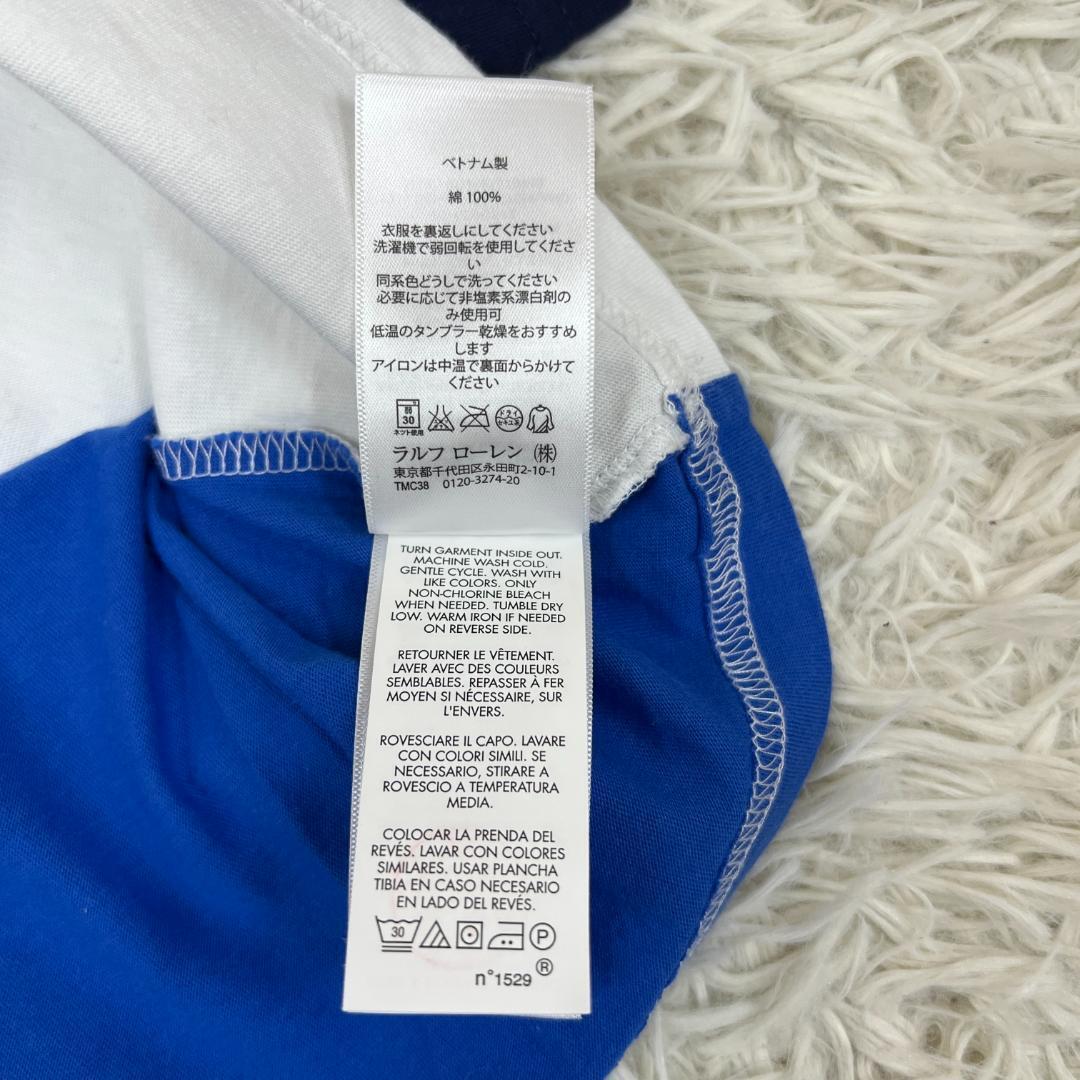 ベトナム製
綿 100%
衣服を裏返しにしてください
洗濯機で弱回転を使用してくださ
い
同系色どうしで洗ってください
必要に応じて非塩素系漂白剤の
み使用可
低温のタンブラー乾燥をおすすめ
します
アイロンは中温で裏面からかけて
ください
弱
30
ネット使用
ドライ
セキユ系
ラルフ ローレン (株)
東京都千代田区永田町2-10-1
TMC38 0120-3274-20
TURN GARMENT INSIDE OUT.
MACHINE WASH COLD.
GENTLE CYCLE. WASH WITH
LIKE COLORS. ONLY
NON-CHLORINE BLEACH
WHEN NEEDED. TUMBLE DRY
LOW. WARM IRON IF NEEDED
ON REVERSE SIDE.
RETOURNER LE VÊTEMENT.
LAVER AVEC DES COULEURS
SEMBLABLES. REPASSER À FER
MOYEN SI NÉCESSAIRE, SUR
L'ENVERS.
ROVESCIARE IL CAPO. LAVARE
CON COLORI SIMILI. SE
NECESSARIO, STIRARE A
ROVESCIO A TEMPERATURA
MEDIA.
COLOCAR LA PRENDA DEL
REVÉS. LAVAR CON COLORES
SIMILARES. USAR PLANCHA
TIBIA EN CASO NECESARIO
EN LADO DEL REVÉS.
30 P
n°1529 ®